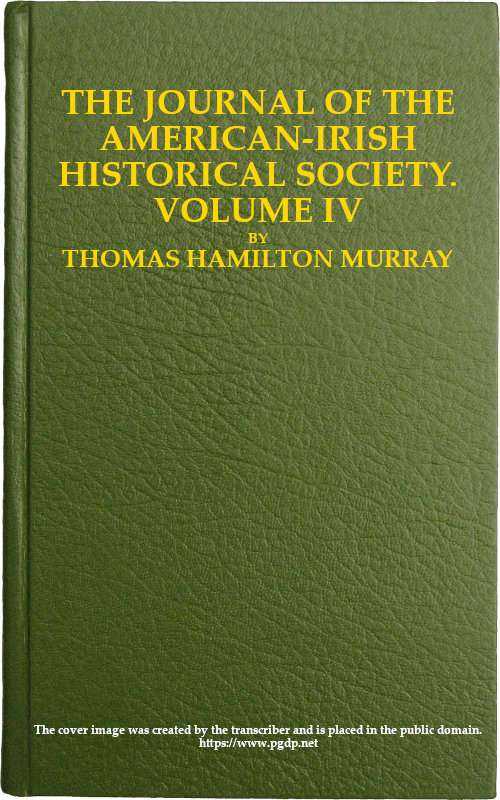 THE JOURNAL OF THE
AMERICAN-IRISH
HISTORICAL SOCIETY.
VOLUME IV
BY
THOMAS HAMILTON MURRAY
The cover image was created by the transcriber and is placed in the public domain.
https://www.pgdp.net